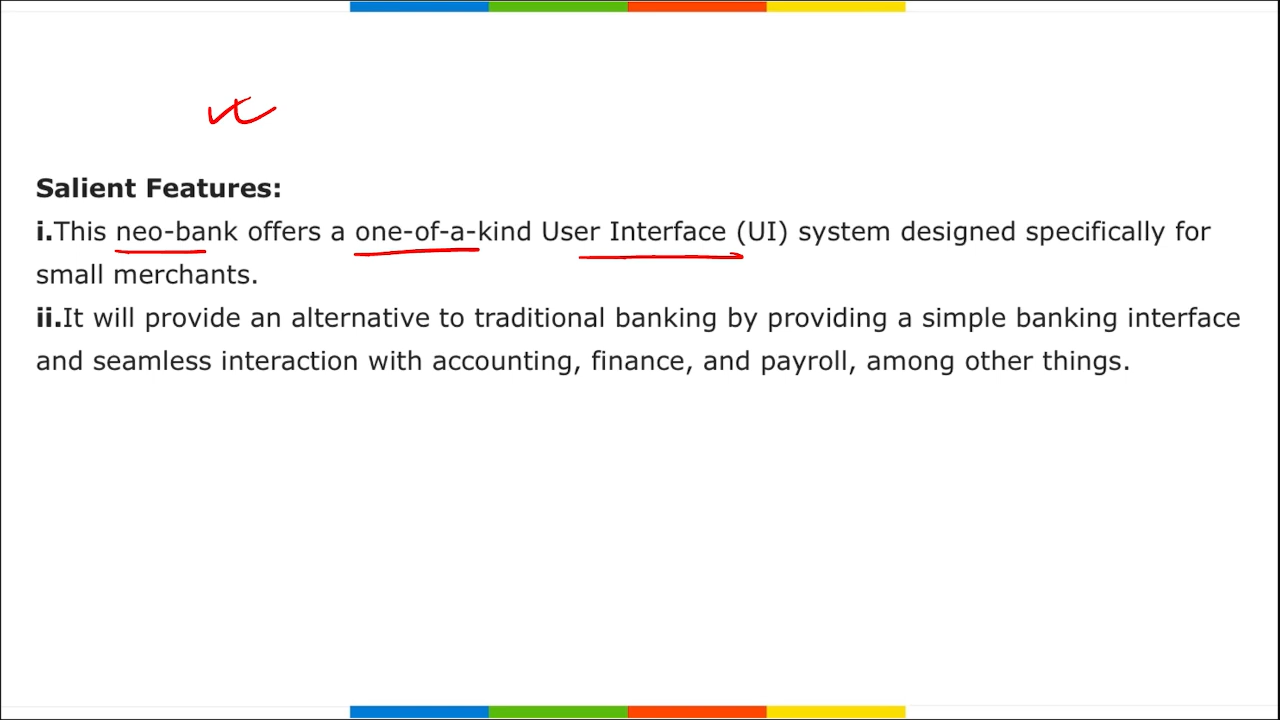 Salient Features:
i.This neo-bank offers a one-of-a-kind User Interface (UI) system designed specifically for
small merchants.
ii.It will provide an alternative to traditional banking by providing a simple banking interface
and seamless interaction with accounting, finance, and payroll, among other things.